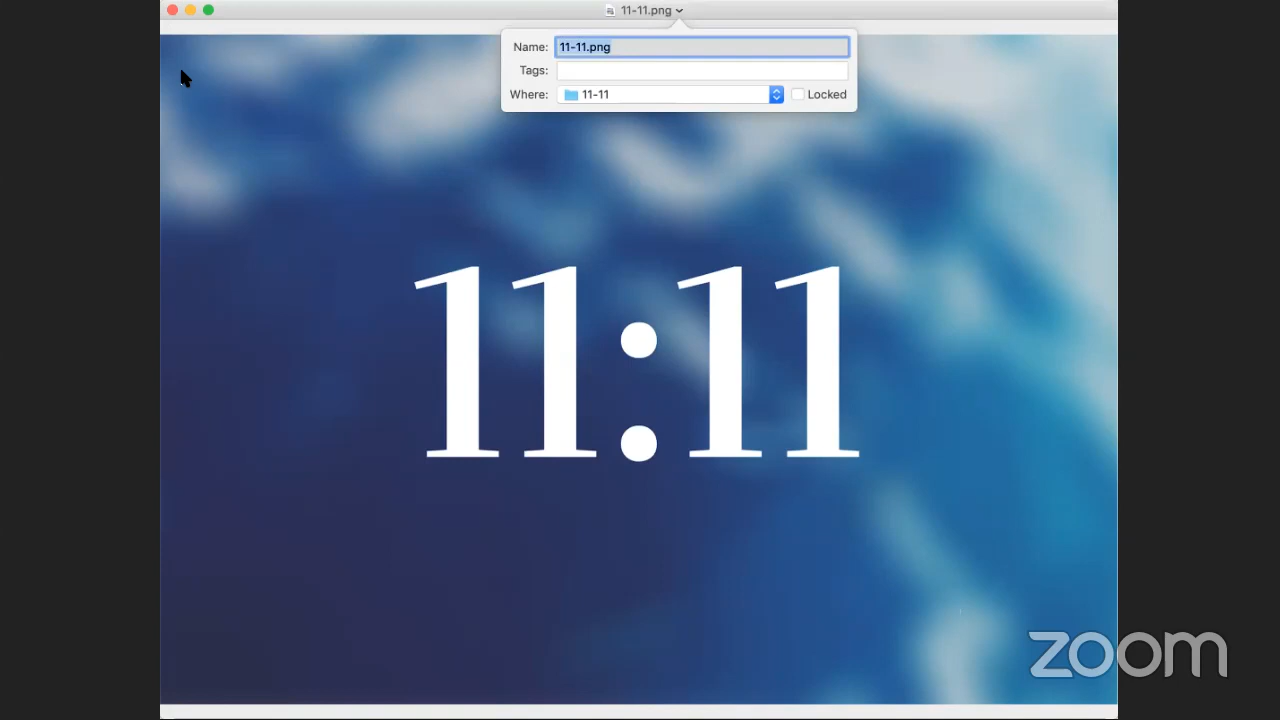 11-11.png
Name: 11-11.png
Tags:
Where: 11-11 Locked
11:11
zoom